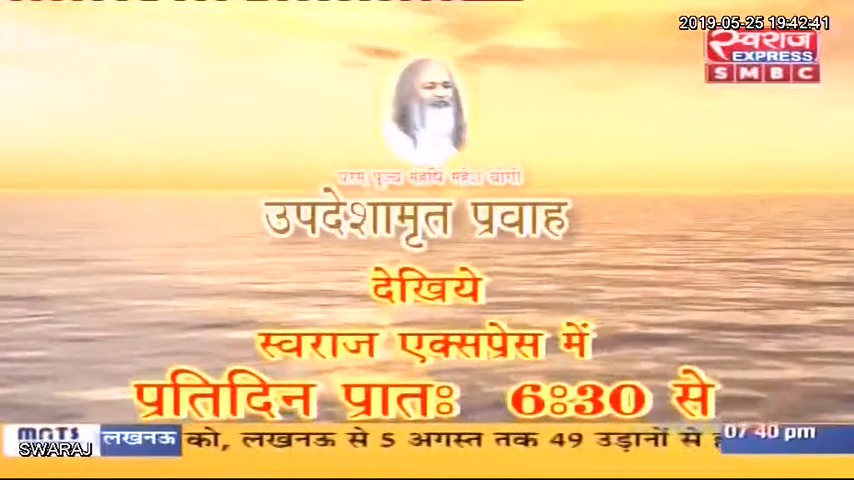 2019-05-25 19:42:41
स्वराज
EXPRESS
SMBC
परम पूज्य महर्षि महेश योगी
उपदेशामृत प्रवाह
देखिये
स्वराज एक्सप्रेस में
प्रतिदिन प्रातः 6:30 से
SWARAJ
लखनऊ को, लखनऊ से 5 अगस्त तक 49 उड़ानों से
07 40 pm